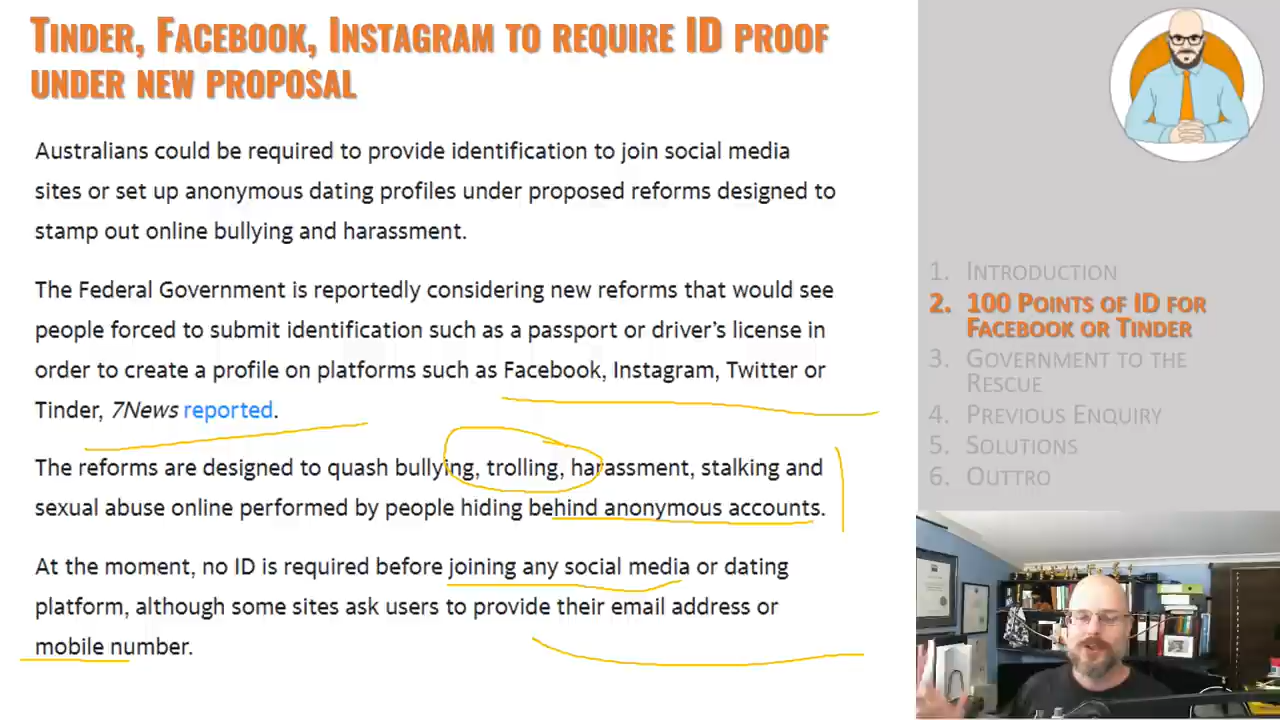 TINDER, FACEBOOK, INSTAGRAM TO REQUIRE ID PROOF
UNDER NEW PROPOSAL
Australians could be required to provide identification to join social media
sites or set up anonymous dating profiles under proposed reforms designed to
stamp out online bullying and harassment.
The Federal Government is reportedly considering new reforms that would see
people forced to submit identification such as a passport or driver's license in
order to create a profile on platforms such as Facebook, Instagram, Twitter or
Tinder, 7News reported.
The reforms are designed to quash bullying, trolling, harassment, stalking and
sexual abuse online performed by people hiding behind anonymous accounts.
At the moment, no ID is required before joining any social media or dating
platform, although some sites ask users to provide their email address or
mobile number.
1. INTRODUCTION
2. 100 POINTS OF ID FOR
FACEBOOK OR TINDER
3. GOVERNMENT TO THE
RESCUE
4. PREVIOUS ENQUIRY
5. SOLUTIONS
6. OUTTRO